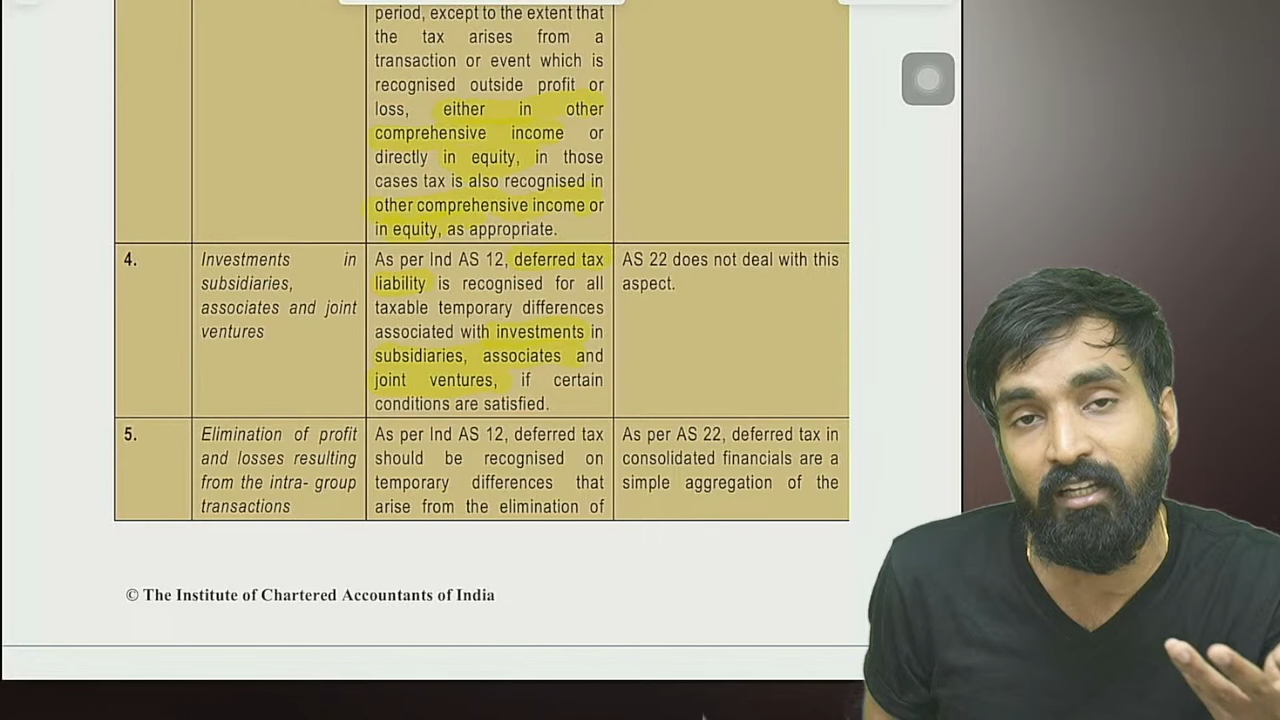 period, except to the extent that
the tax arises from a
transaction or event which is
recognised outside profit or
loss, either in other
comprehensive income or
directly in equity, in those
cases tax is also recognised in
other comprehensive income or
in equity, as appropriate.
4.
Investments in
subsidiaries,
associates and joint
ventures
As per Ind AS 12, deferred tax
liability is recognised for all
taxable temporary differences
associated with investments in
subsidiaries, associates and
joint ventures, if certain
conditions are satisfied.
AS 22 does not deal with this
aspect.
5.
Elimination of profit
and losses resulting
from the intra- group
transactions
As per Ind AS 12, deferred tax
should be recognised on
temporary differences that
arise from the elimination of
As per AS 22, deferred tax in
consolidated financials are a
simple aggregation of the
© The Institute of Chartered Accountants of India